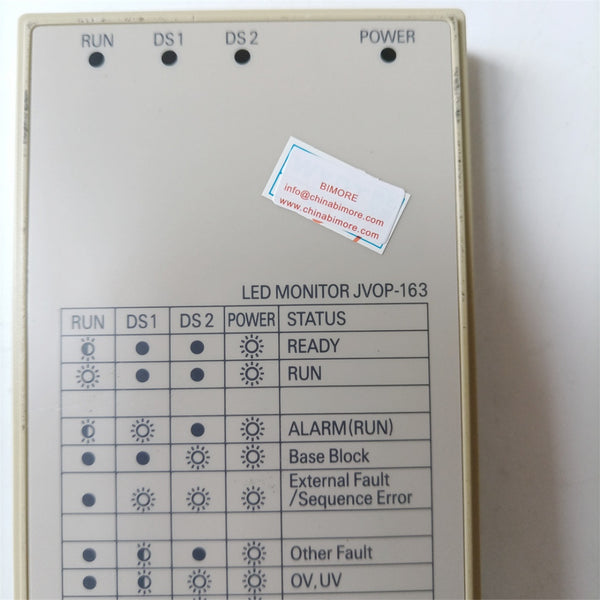 RUN DS1 DS2 POWER
BIMORE
info@chinabimore.com
www.chinabimore.com
LED MONITOR JVOP-163
RUN DS1 DS2 POWER STATUS
READY
RUN
ALARM(RUN)
Base Block
External Fault
/Sequence Error
Other Fault
OV, UV